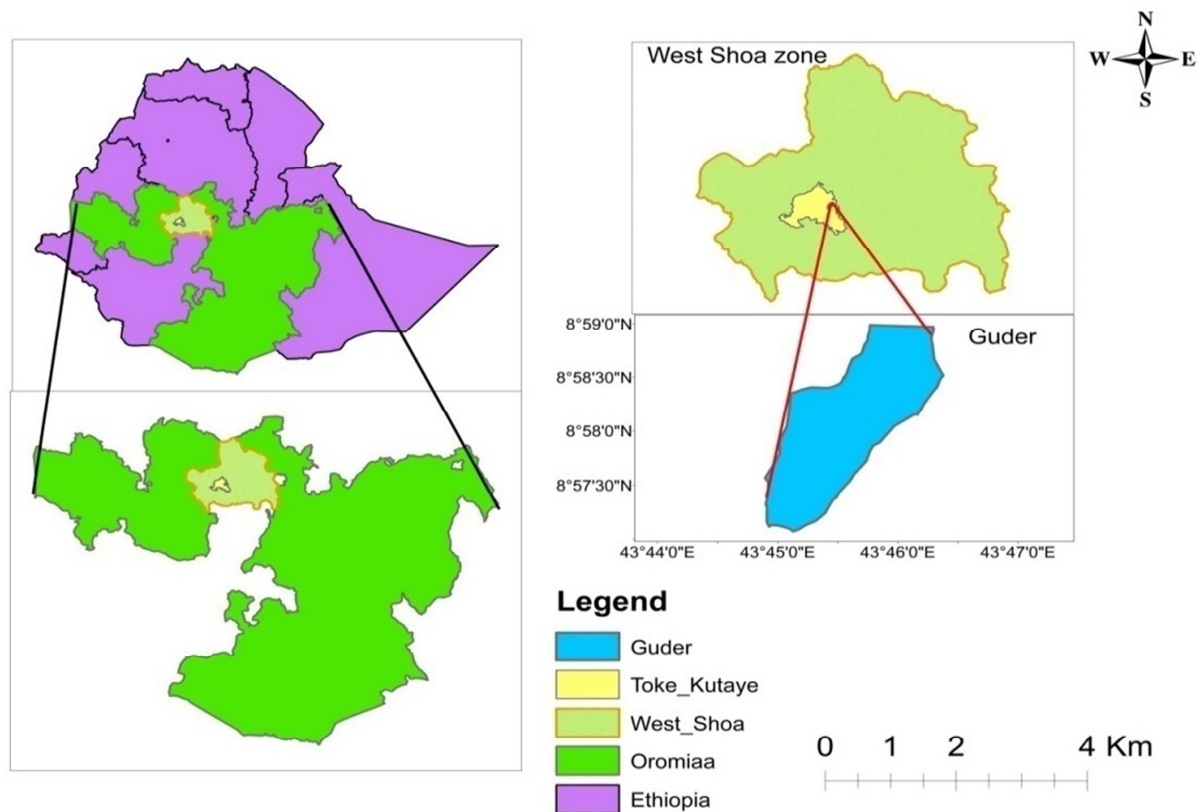 N
W E
S
West Shoa zone
Guder
8°59'0"N
8°58'30"N
8°58'0"N
8°57'30"N
43°44'0"E 43°45'0"E 43°46'0"E 43°47'0"E
Legend
Guder
Toke_Kutaye
West_Shoa
Oromiaa
Ethiopia
0 1 2 4 Km